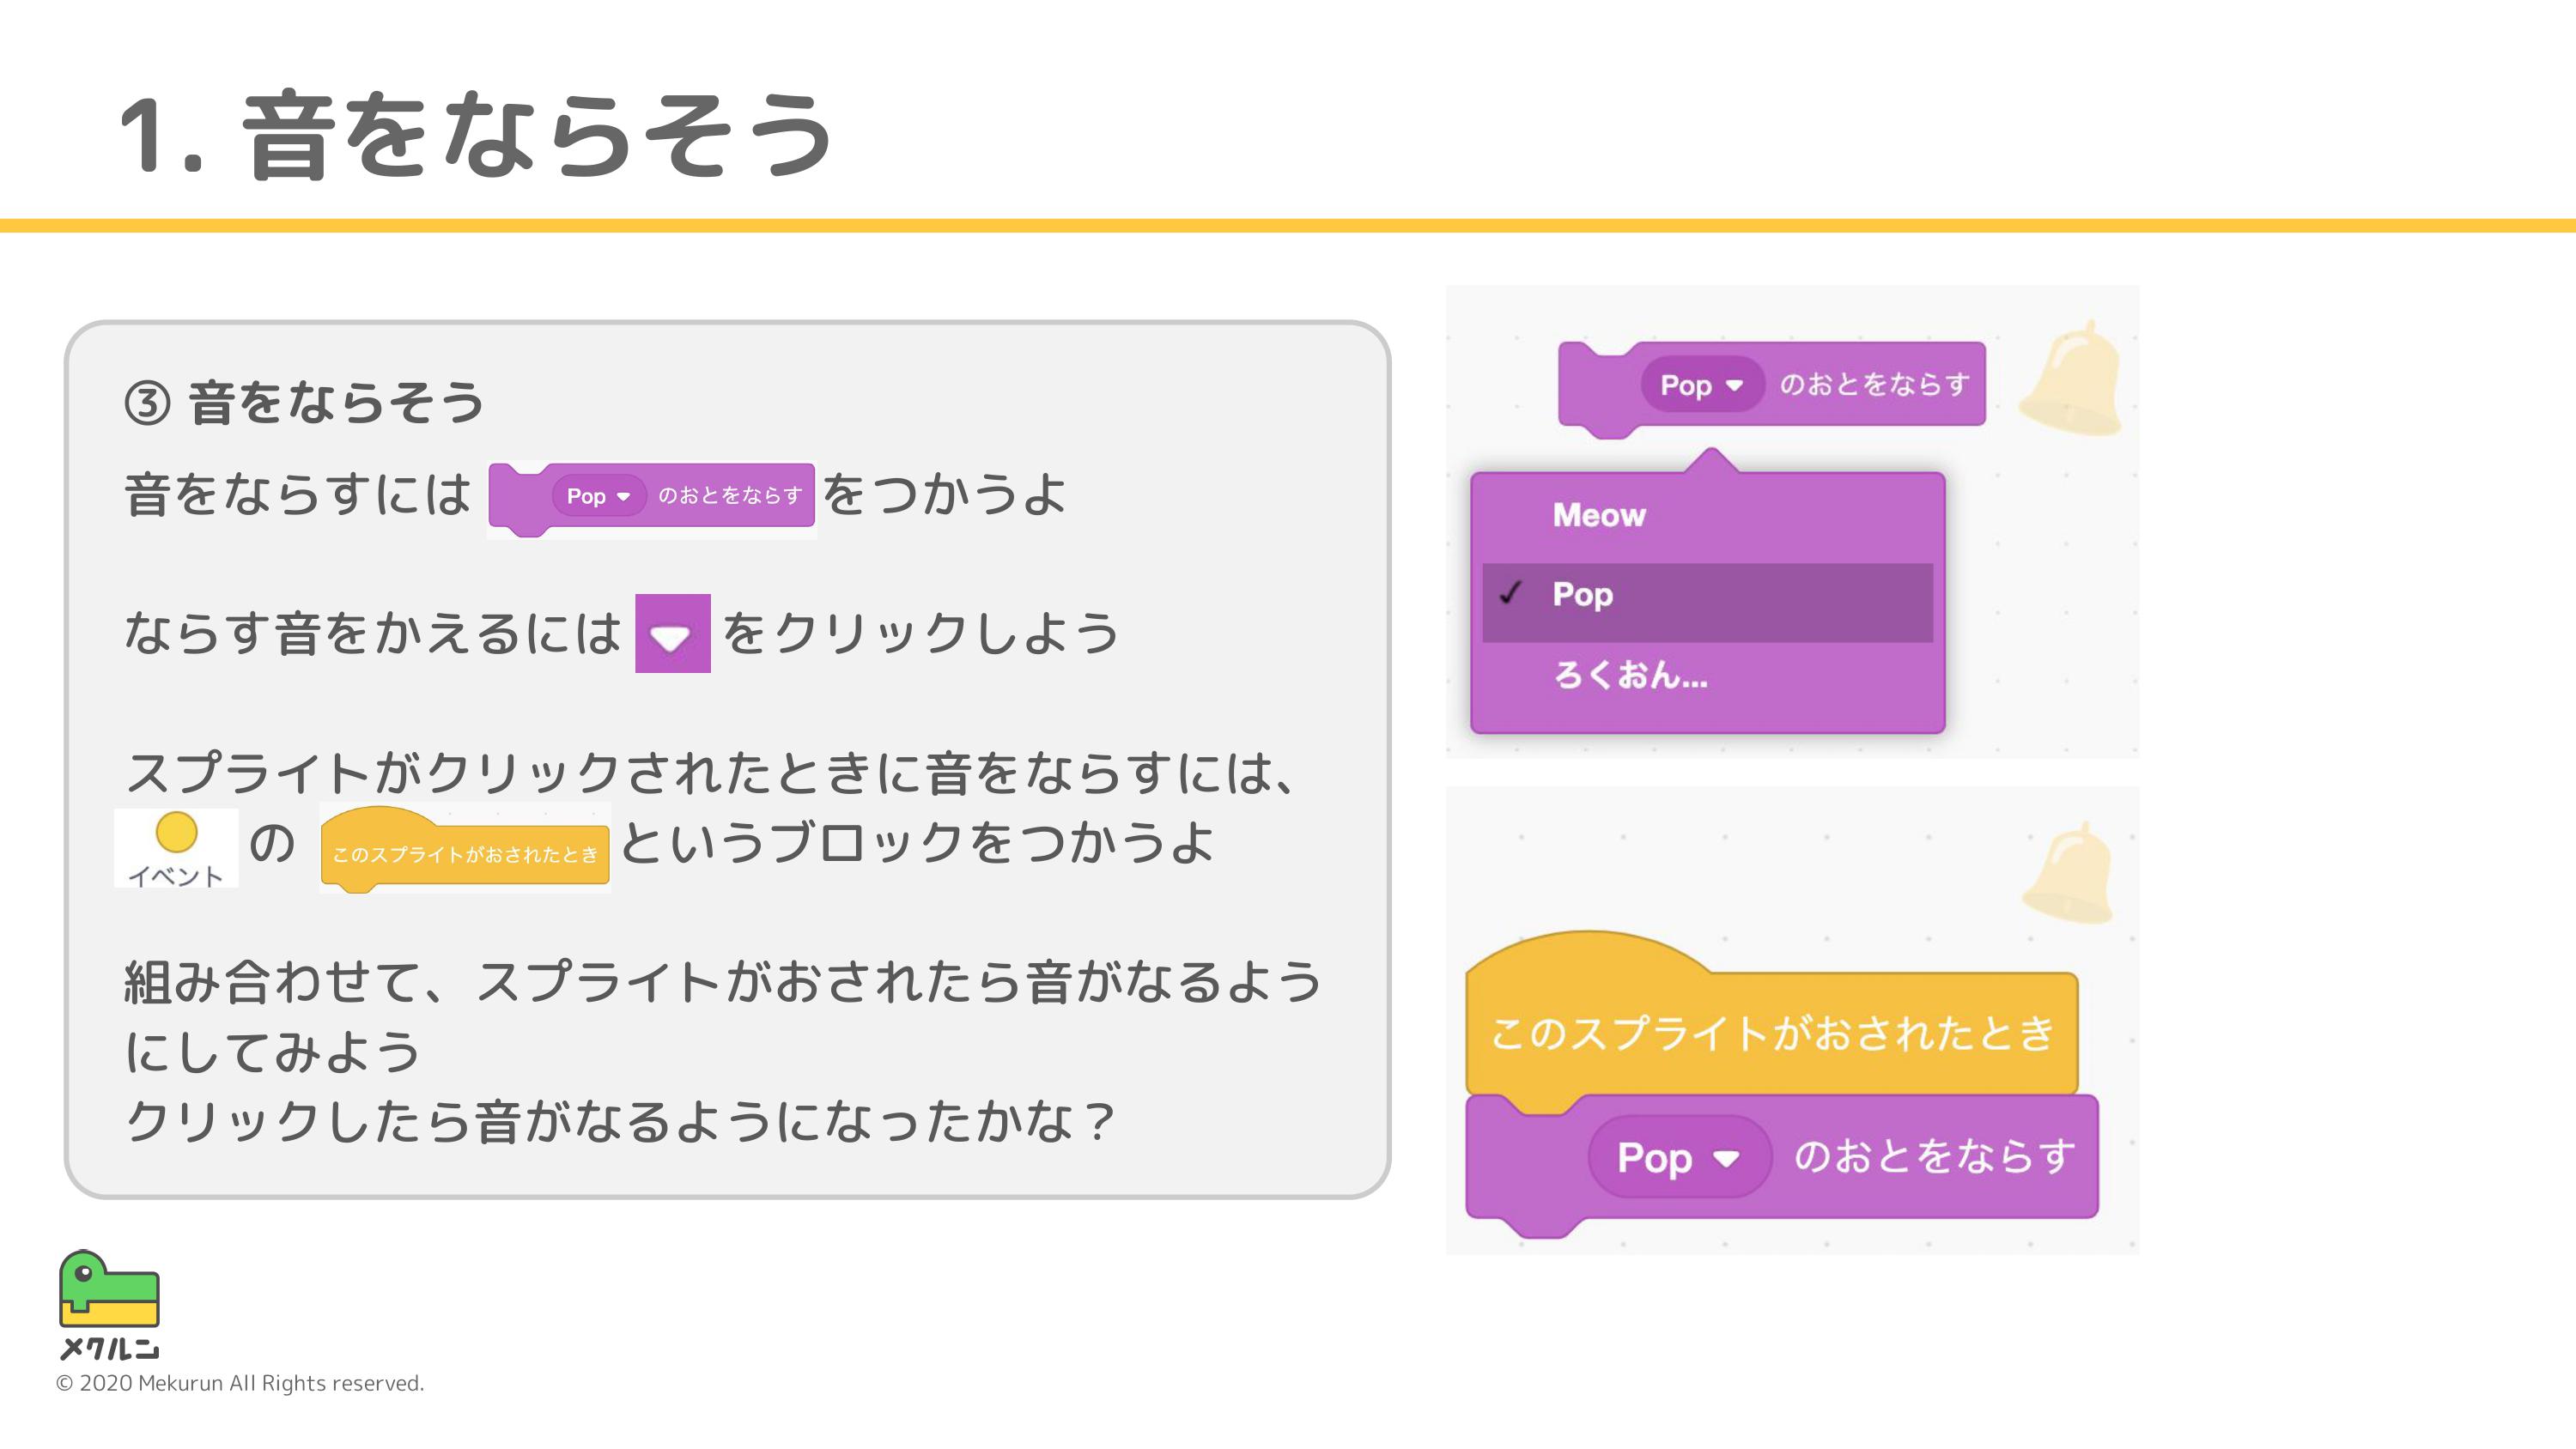 1. 音をならそう
③ 音をならそう
音をならすには Pop のおとをならす をつかうよ
ならす音をかえるには をクリックしよう
スプライトがクリックされたときに音をならすには、
イベント の このスプライトがおされたとき というブロックをつかうよ
組み合わせて、スプライトがおされたら音がなるよう
にしてみよう
クリックしたら音がなるようになったかな？
Pop のおとをならす
Meow
✓ Pop
ろくおん...
このスプライトがおされたとき
Pop のおとをならす
メクルン
© 2020 Mekurun All Rights reserved.